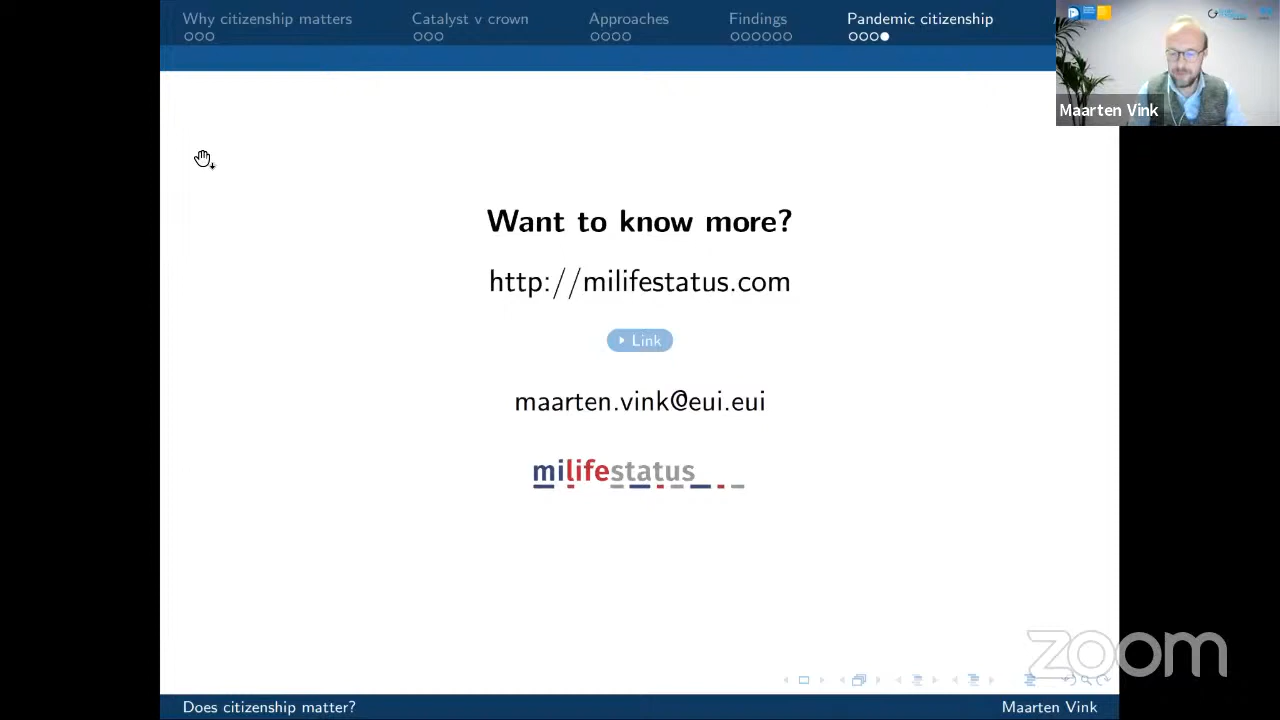 Why citizenship matters
Catalyst v crown
Approaches
Findings
Pandemic citizenship
Maarten Vink
Want to know more?
http://milifestatus.com
Link
maarten.vink@eui.eui
milifestatus
zoom
Does citizenship matter?
Maarten Vink